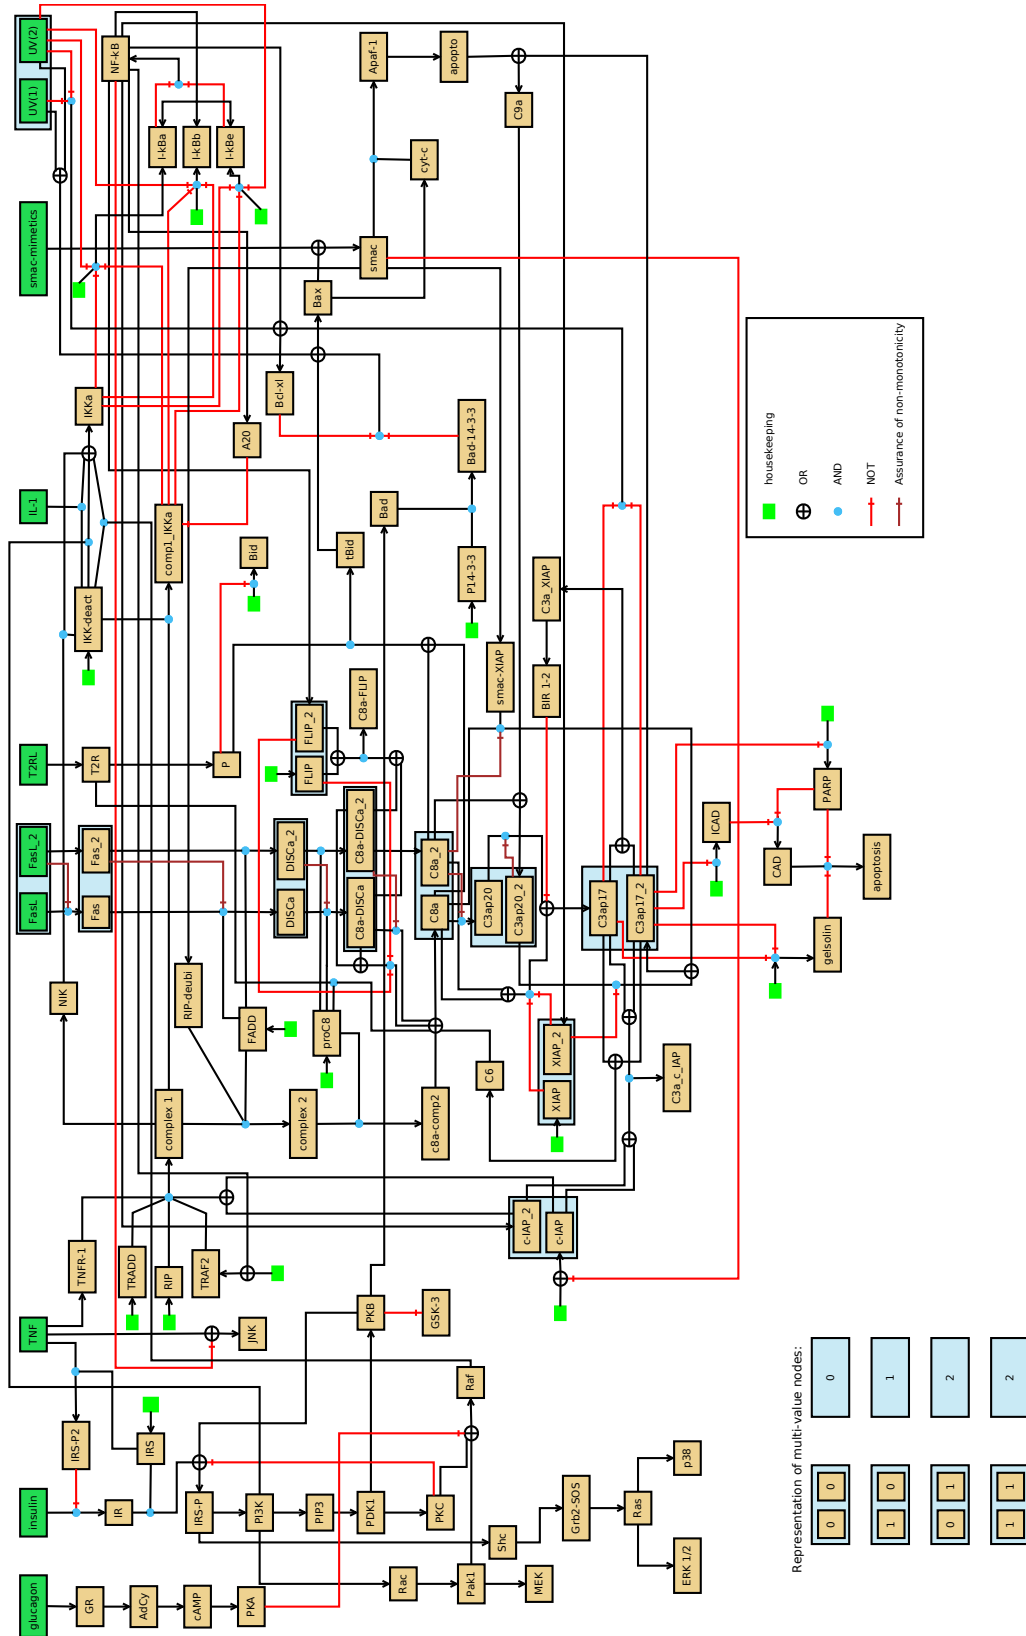 glucagon
insulin
TNF
FasL
FasL_2
T2RL
IL-1
smac-mimetics
UV(1)
UV(2)
GR
IR
IRS-P2
TNFR-1
NIK
Fas
Fas_2
T2R
IKK-deact
IKKa
NF-kB
AdCy
IRS
TRADD
cAMP
IRS-P
RIP
complex 1
RIP-deubi
comp1_IKKa
I-kBa
I-kBb
I-kBe
TRAF2
P
PKA
PI3K
JNK
FADD
A20
Bid
DISCa
DISCa_2
Bcl-xl
complex 2
FLIP
FLIP_2
PIP3
proC8
Bax
tBid
C8a-DISCa
C8a-DISCa_2
C8a-FLIP
PDK1
PKB
Bad
smac
Apaf-1
Rac
PKC
GSK-3
c8a-comp2
C8a
C8a_2
cyt-c
apopto
Pak1
Raf
P14-3-3
Bad-14-3-3
Shc
C6
C3ap20
C3ap20_2
smac-XIAP
C9a
MEK
c-IAP_2
c-IAP
XIAP
XIAP_2
BIR 1-2
C3a_XIAP
Grb2-SOS
C3ap17
C3ap17_2
Ras
ERK 1/2
p38
C3a_c_IAP
ICAD
CAD
gelsolin
PARP
apoptosis
housekeeping
OR
AND
NOT
Assurance of non-monotonicity
Representation of multi-value nodes:
0 0 0
1 0 1
0 1 2
1 1 2